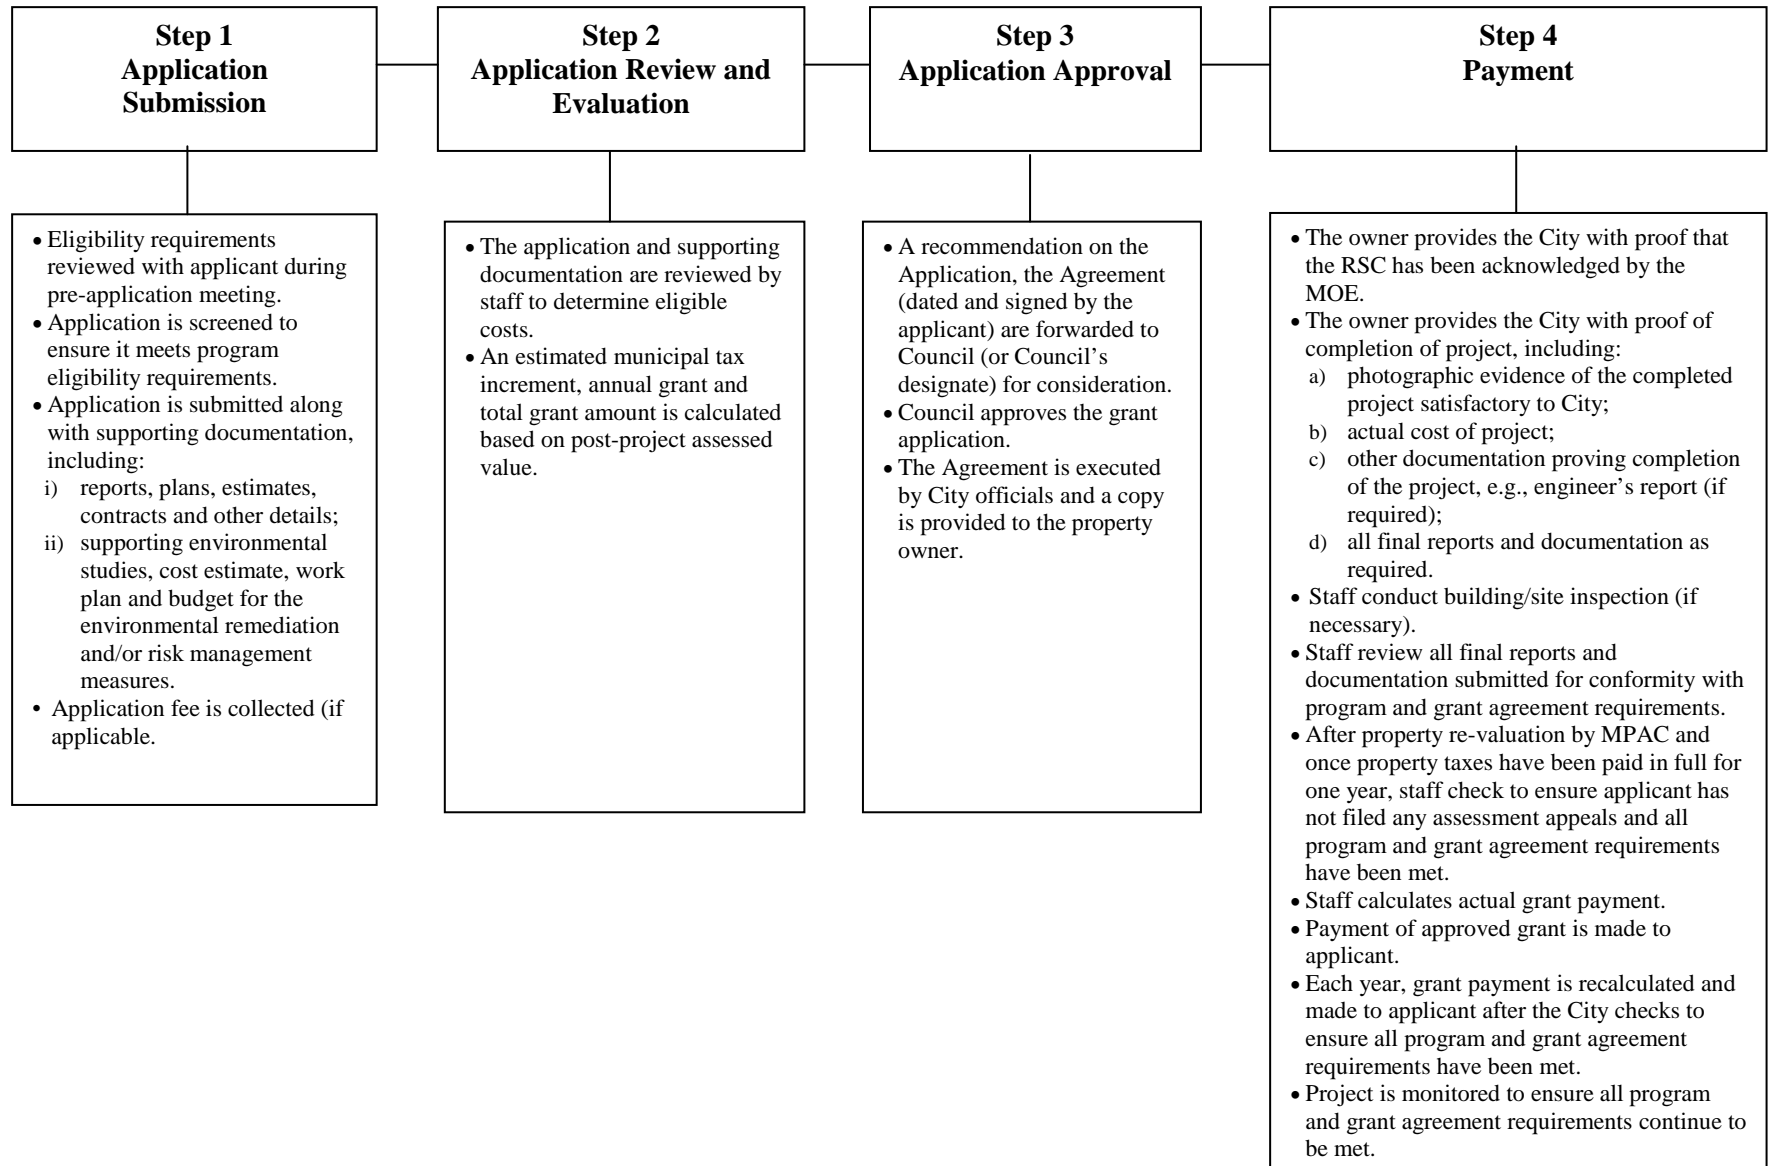 Step 1
Application
Submission
Step 2
Application Review and
Evaluation
Step 3
Application Approval
Step 4
Payment
• Eligibility requirements
reviewed with applicant during
pre-application meeting.
• Application is screened to
ensure it meets program
eligibility requirements.
• Application is submitted along
with supporting documentation,
including:
i) reports, plans, estimates,
contracts and other details;
ii) supporting environmental
studies, cost estimate, work
plan and budget for the
environmental remediation
and/or risk management
measures.
• Application fee is collected (if
applicable.
• The application and supporting
documentation are reviewed by
staff to determine eligible
costs.
• An estimated municipal tax
increment, annual grant and
total grant amount is calculated
based on post-project assessed
value.
• A recommendation on the
Application, the Agreement
(dated and signed by the
applicant) are forwarded to
Council (or Council’s
designate) for consideration.
• Council approves the grant
application.
• The Agreement is executed
by City officials and a copy
is provided to the property
owner.
• The owner provides the City with proof that
the RSC has been acknowledged by the
MOE.
• The owner provides the City with proof of
completion of project, including:
a) photographic evidence of the completed
project satisfactory to City;
b) actual cost of project;
c) other documentation proving completion
of the project, e.g., engineer’s report (if
required);
d) all final reports and documentation as
required.
• Staff conduct building/site inspection (if
necessary).
• Staff review all final reports and
documentation submitted for conformity with
program and grant agreement requirements.
• After property re-valuation by MPAC and
once property taxes have been paid in full for
one year, staff check to ensure applicant has
not filed any assessment appeals and all
program and grant agreement requirements
have been met.
• Staff calculates actual grant payment.
• Payment of approved grant is made to
applicant.
• Each year, grant payment is recalculated and
made to applicant after the City checks to
ensure all program and grant agreement
requirements have been met.
• Project is monitored to ensure all program
and grant agreement requirements continue to
be met.